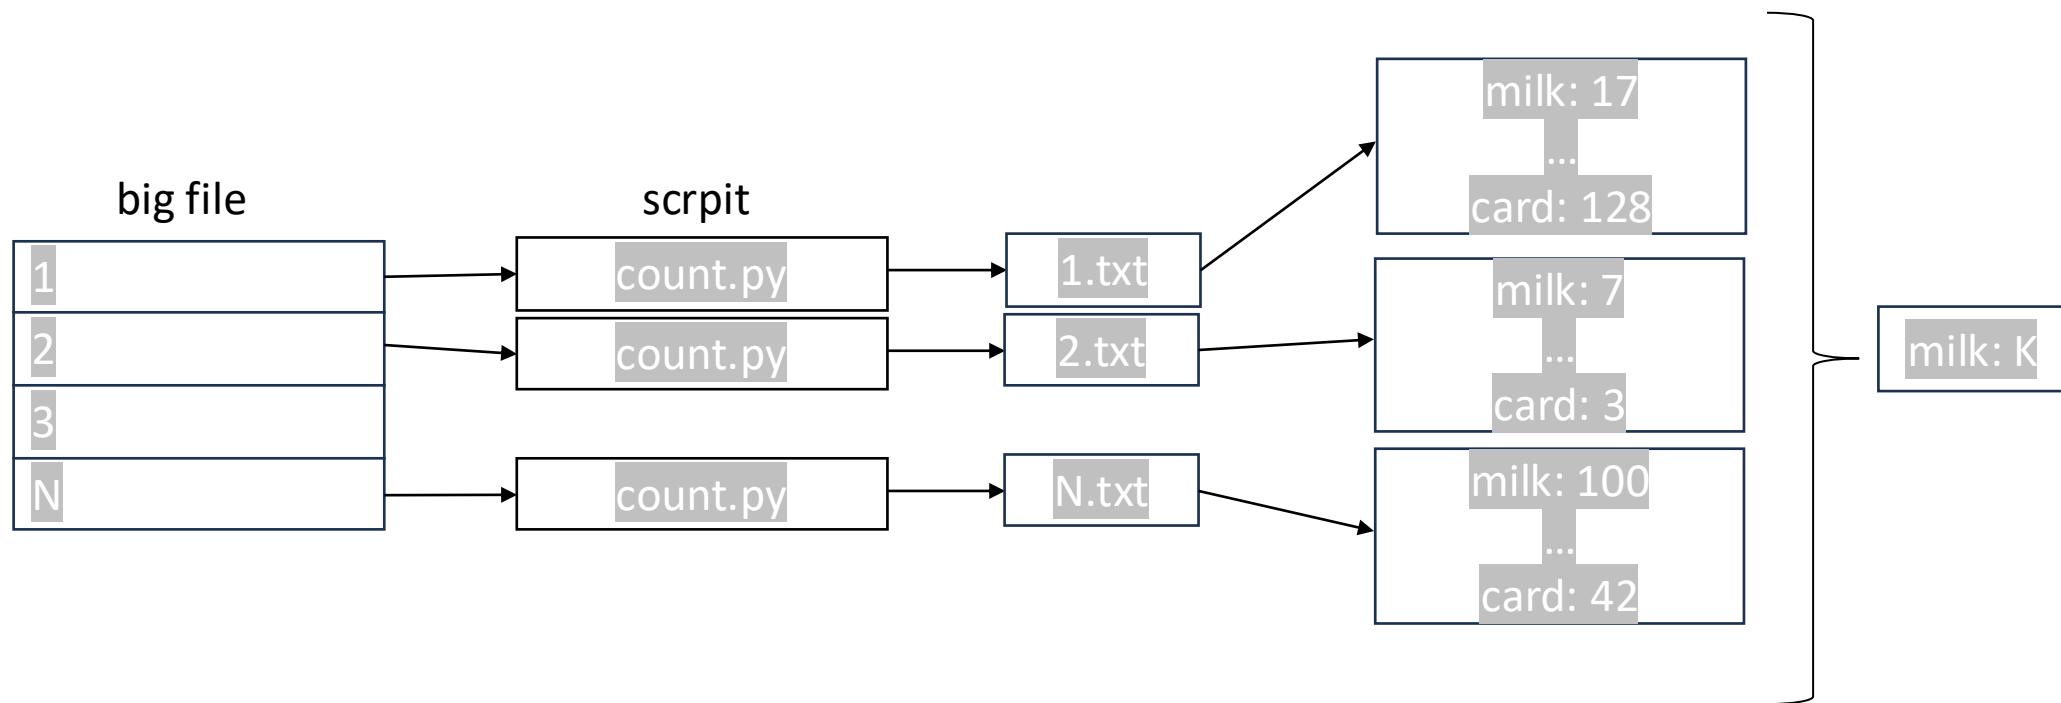 big file
1
2
3
N
scrpit
count.py
count.py
count.py
1.txt
2.txt
N.txt
milk: 17
...
card: 128
milk: 7
...
card: 3
milk: 100
...
card: 42
milk: K